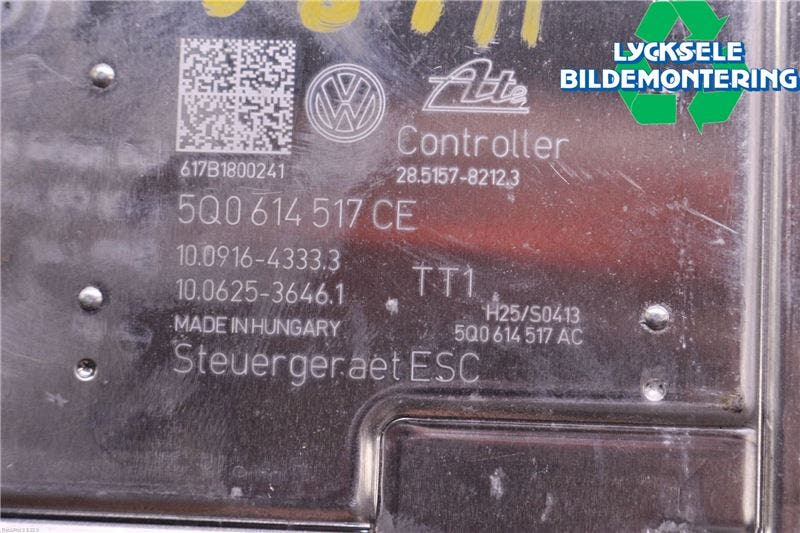 LYCKSELE
BILDEMONTERING
Ate
Controller
617B1800241
28.5157-8212.3
5Q0 614 517 CE
10.0916-4333.3
10.0625-3646.1
TT1
H25/S0413
MADE IN HUNGARY
5Q0 614 517 AC
Steuergeraet ESC